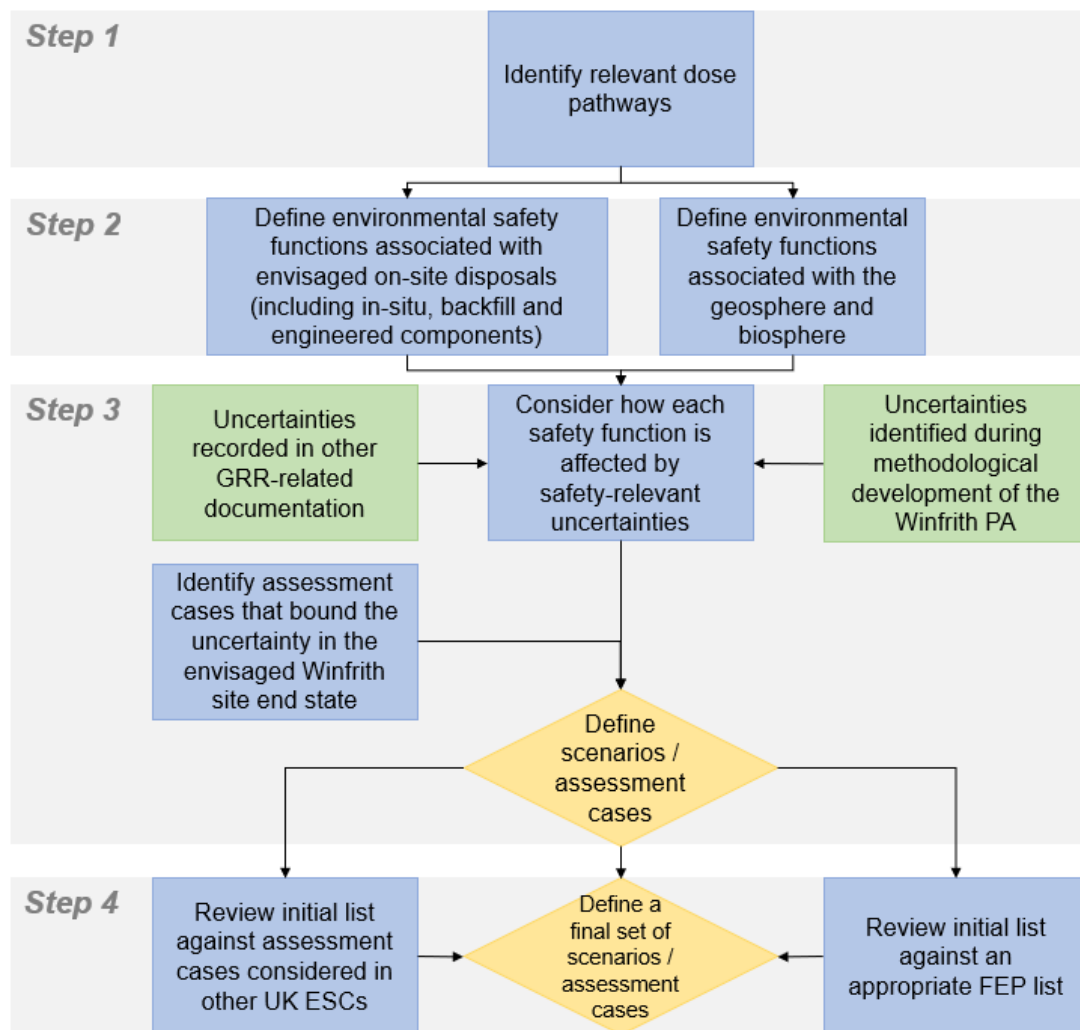 Step 1
Identify relevant dose
pathways
Step 2
Define environmental safety
functions associated with
envisaged on-site disposals
(including in-situ, backfill and
engineered components)
Define environmental
safety functions
associated with the
geosphere and
biosphere
Step 3
Uncertainties
recorded in other
GRR-related
documentation
Consider how each
safety function is
affected by
safety-relevant
uncertainties
Uncertainties
identified during
methodological
development of the
Winfrith PA
Identify assessment
cases that bound the
uncertainty in the
envisaged Winfrith
site end state
Define
scenarios /
assessment
cases
Step 4
Review initial list
against assessment
cases considered in
other UK ESCs
Define a
final set of
scenarios /
assessment
cases
Review initial list
against an
appropriate FEP list